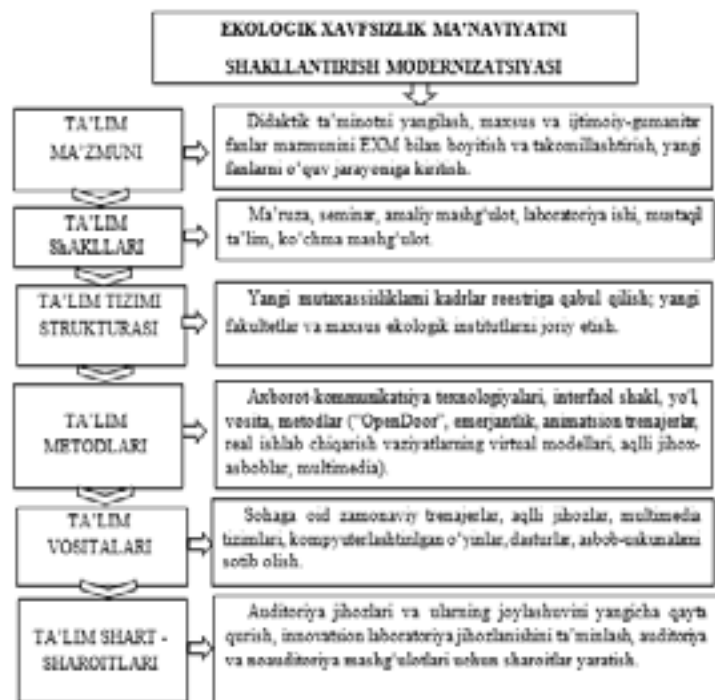 EKOLOGIK XAVFSIZLIK MA'NAVIYATNI
SHAKLLANTIRISH MODERNIZATSIYASI
TA'LIM
MA'ZMUNI
Didaktik ta'minotni yangilash, maxsus va ijtimoiy-gumanitar
fanlar mazmunini EXM bilan boyitish va takomillashtirish, yangi
fanlarni o'quv jarayoniga kiritish.
TA'LIM
ShAKLLARI
Ma'ruza, seminar, amaliy mashg'ulot, laboratoriya ishi, mustaqil
ta'lim, ko'chma mashg'ulot.
TA'LIM TIZIMI
STRUKTURASI
Yangi mutaxassisliklarni kadrlar reestriga qabul qilish; yangi
fakultetlar va maxsus ekologik institutlarni joriy etish.
TA'LIM
METODLARI
Axborot-kommunikatsiya texnologiyalari, interfaol shakl, yo'l,
vosita, metodlar ("OpenDoor", emerjantlik, animatsion trenajerlar,
real ishlab chiqarish vaziyatlarning virtual modellari, aqlli jihoz-
asboblar, multimedia).
TA'LIM
VOSITALARI
Sohaga oid zamonaviy trenajerlar, aqlli jihozlar, multimedia
tizimlari, kompyuterlashtirilgan o'yinlar, dasturlar, asbob-uskunalarni
sotib olish.
TA'LIM SHART -
SHAROITLARI
Auditoriya jihozlari va ularning joylashuvini yangicha qayta
qurish, innovatsion laboratoriya jihozlanishini ta'minlash, auditoriya
va noauditoriya mashg'ulotlari uchun sharoitlar yaratish.